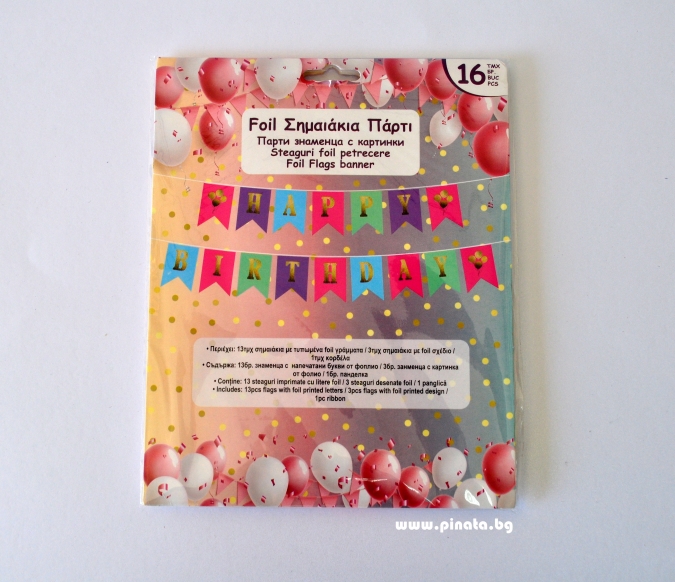 16 ΤΜΧ
БР.
BUC
PCS
Foil Σημαιάκια Πάρτι
Парти знаменца с картинки
Steaguri foil petrecere
Foil Flags banner
HAPPY
BIRTHDAY
• Περιέχει: 13τμχ σημαιάκια με τυπωμένα foil γράμματα / 3τμχ σημαιάκια με foil σχέδιο /
1τμχ κορδέλα
• Съдържа: 13бр. знаменца с напечатани букви от фоплио / 3бр. занменца с картинка
от фолио / 1бр. панделка
• Conține: 13 steaguri imprimate cu litere foil / 3 steaguri desenate foil / 1 panglică
• Includes: 13pcs flags with foil printed letters / 3pcs flags with foil printed design /
1pc ribbon
www.pinata.bg